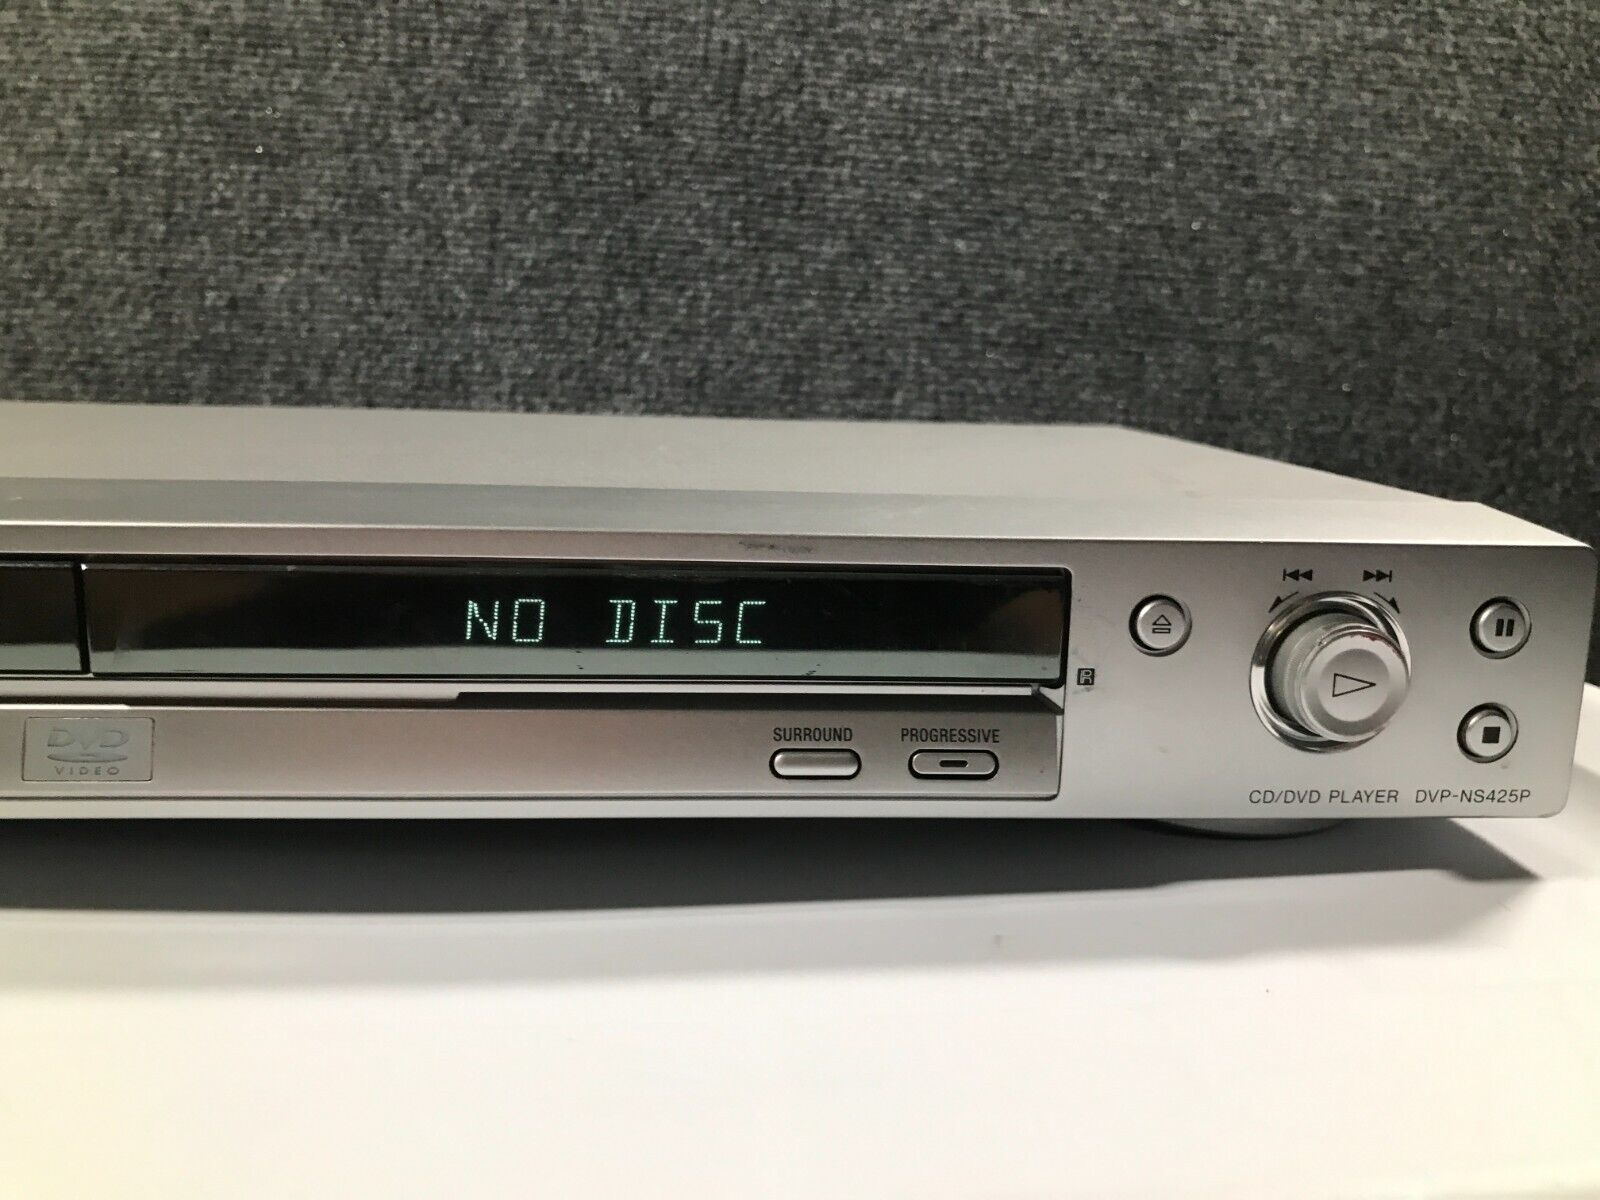 NO DISC
DVD
VIDEO
SURROUND
PROGRESSIVE
CD/DVD PLAYER DVP-NS425P